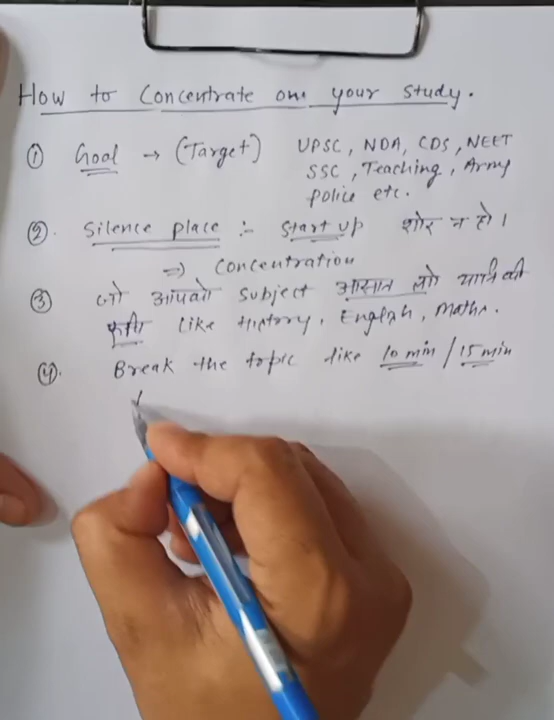 How to Concentrate on your study.
① Goal → (Target) UPSC, NDA, CDS, NEET
SSC, Teaching, Army
Police etc.
②. Silence place :- Start up शोर न हो।
=> Concentration
③ जो आपको subject आसान लगे
like History, English, Maths.
④. Break the topic like 10 min / 15 min